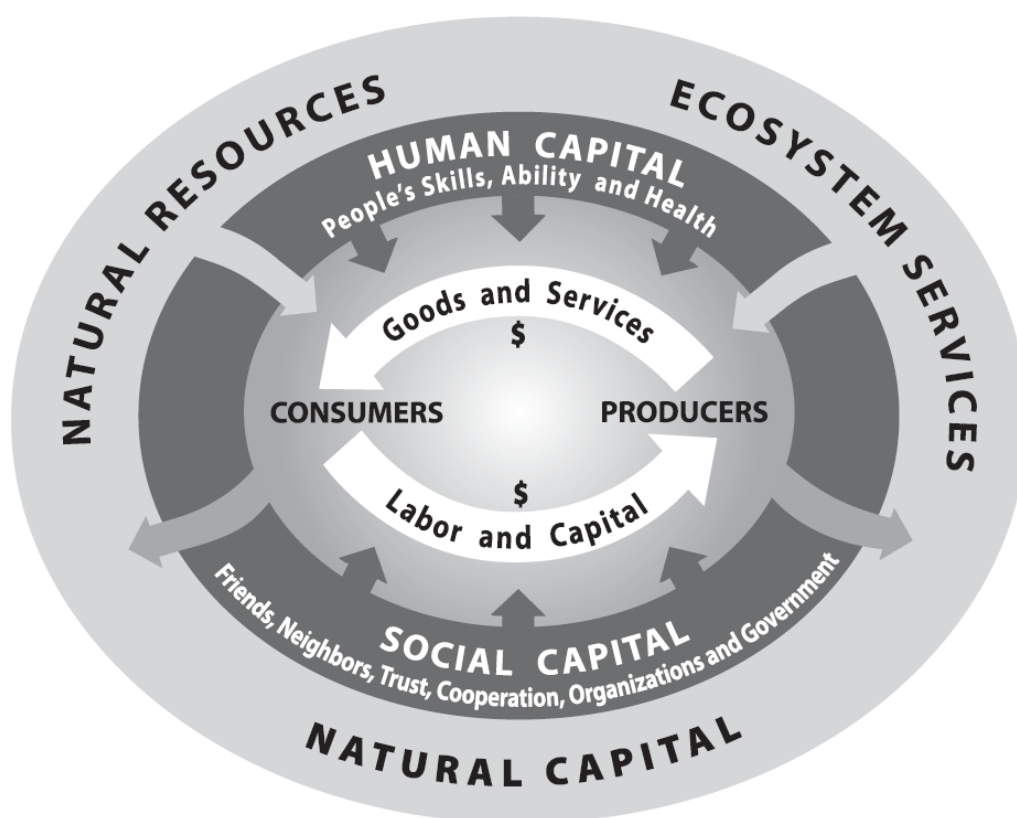 NATURAL RESOURCES
ECOSYSTEM SERVICES
HUMAN CAPITAL
People's Skills, Ability and Health
Goods and Services
$
CONSUMERS
PRODUCERS
$
Labor and Capital
SOCIAL CAPITAL
Friends, Neighbors, Trust, Cooperation, Organizations and Government
NATURAL CAPITAL